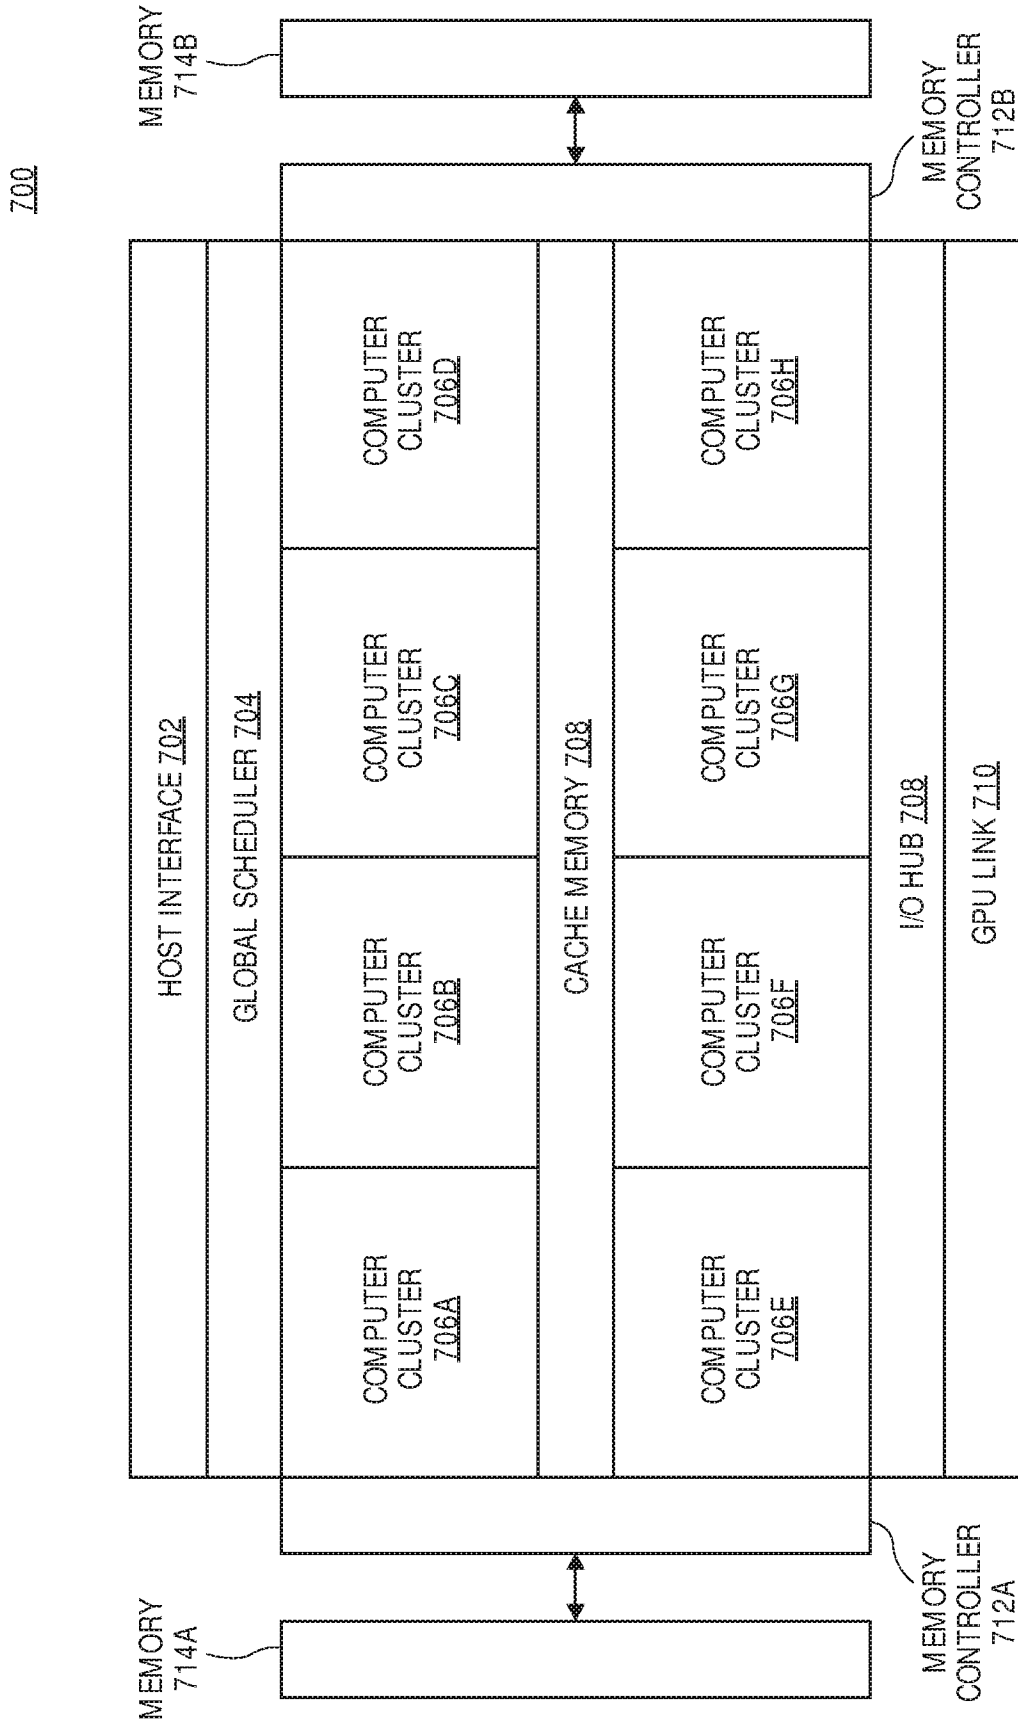 700
HOST INTERFACE 702
GLOBAL SCHEDULER 704
MEMORY
714A
MEMORY
714B
COMPUTER
CLUSTER
706A
COMPUTER
CLUSTER
706B
COMPUTER
CLUSTER
706C
COMPUTER
CLUSTER
706D
CACHE MEMORY 708
COMPUTER
CLUSTER
706E
COMPUTER
CLUSTER
706F
COMPUTER
CLUSTER
706G
COMPUTER
CLUSTER
706H
I/O HUB 708
MEMORY
CONTROLLER
712A
MEMORY
CONTROLLER
712B
GPU LINK 710